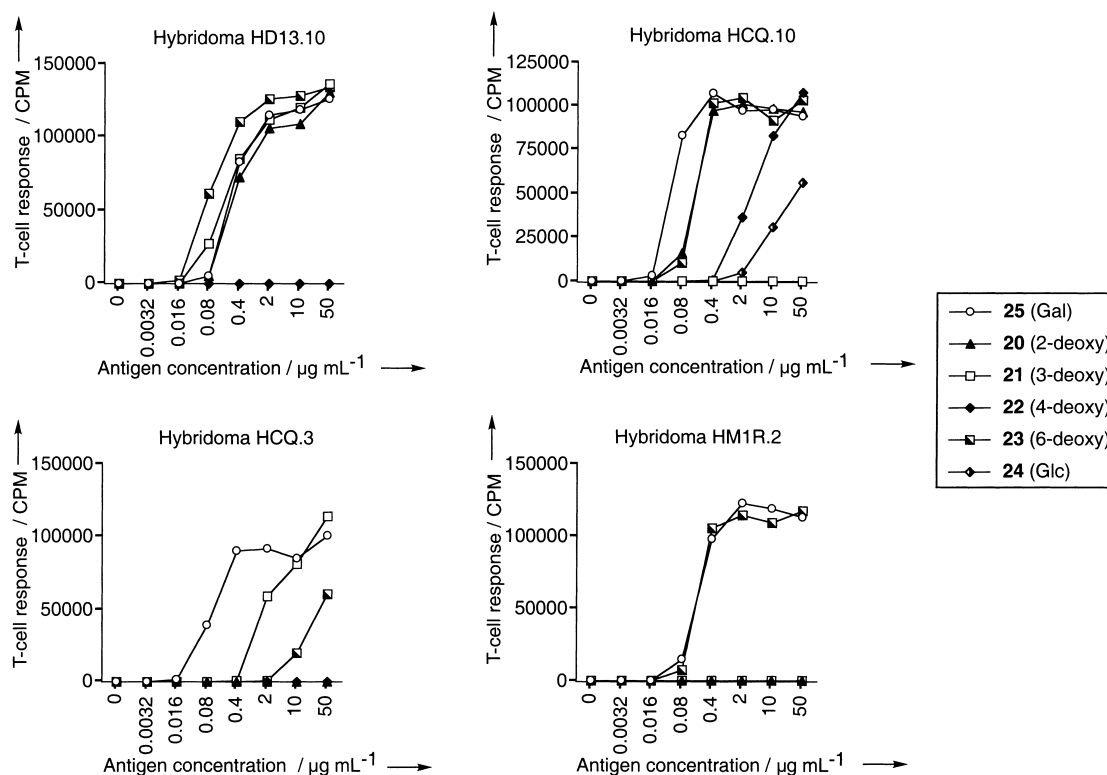 Hybridoma HD13.10
T-cell response / CPM
150000
100000
50000
0
0
0.0032
0.016
0.08
0.4
2
10
50
Antigen concentration / µg mL⁻¹
Hybridoma HCQ.10
T-cell response / CPM
125000
100000
75000
50000
25000
0
0
0.0032
0.016
0.08
0.4
2
10
50
Antigen concentration / µg mL⁻¹
Hybridoma HCQ.3
T-cell response / CPM
150000
100000
50000
0
0
0.0032
0.016
0.08
0.4
2
10
50
Antigen concentration / µg mL⁻¹
Hybridoma HM1R.2
T-cell response / CPM
150000
100000
50000
0
0
0.0032
0.016
0.08
0.4
2
10
50
Antigen concentration / µg mL⁻¹
25 (Gal)
20 (2-deoxy)
21 (3-deoxy)
22 (4-deoxy)
23 (6-deoxy)
24 (Glc)